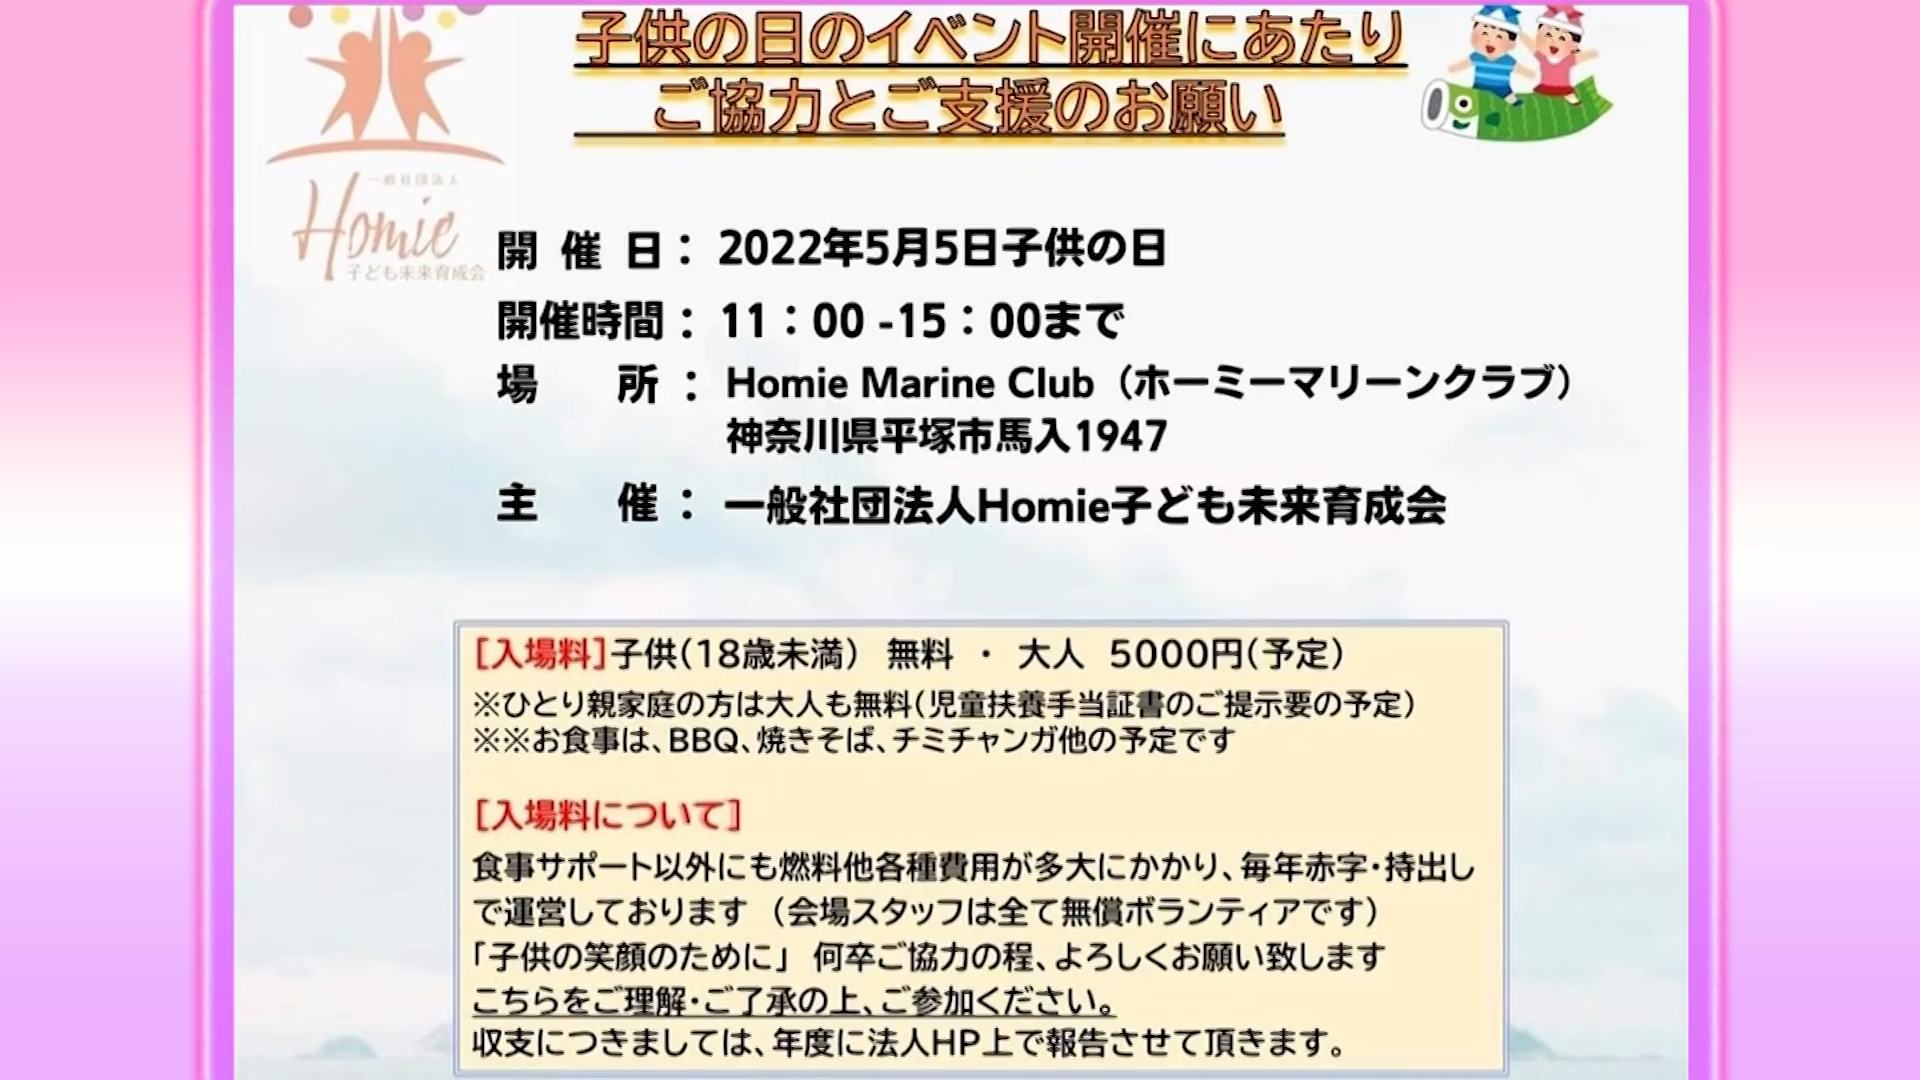 子供の日のイベント開催にあたり
ご協力とご支援のお願い
一般社団法人
Homie
子ども未来育成会
開 催 日： 2022年5月5日子供の日
開催時間： 11：00 -15：00まで
場 所 ： Homie Marine Club（ホーミーマリーンクラブ）
神奈川県平塚市馬入1947
主 催 ： 一般社団法人Homie子ども未来育成会
[入場料]子供(18歳未満） 無料 ・ 大人 5000円(予定)
※ひとり親家庭の方は大人も無料(児童扶養手当証書のご提示要の予定)
※※お食事は、BBQ、焼きそば、チミチャンガ他の予定です
[入場料について]
食事サポート以外にも燃料他各種費用が多大にかかり、毎年赤字・持出し
で運営しております （会場スタッフは全て無償ボランティアです）
「子供の笑顔のために」 何卒ご協力の程、よろしくお願い致します
こちらをご理解・ご了承の上、ご参加ください。
収支につきましては、年度に法人HP上で報告させて頂きます。